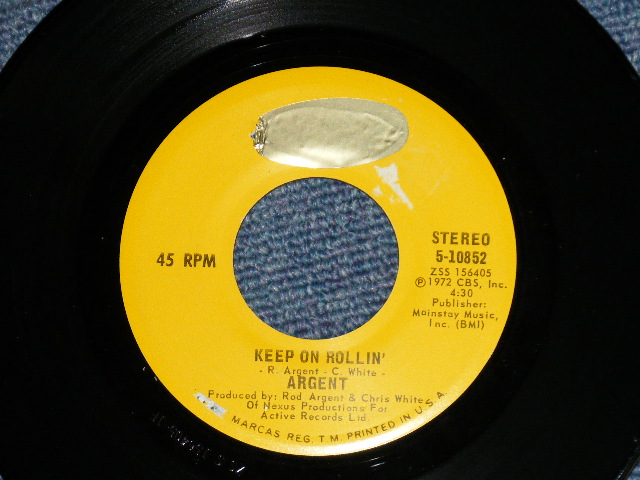 45 RPM
STEREO
5-10852
ZSS 156405
℗ 1972 CBS, Inc.
4:30
Publisher:
Mainstay Music,
Inc. (BMI)
KEEP ON ROLLIN'
- R. Argent - C. White -
ARGENT
Produced by: Rod Argent & Chris White
Of Nexus Productions For
Active Records Ltd.
MARCAS REG. T.M. PRINTED IN U.S.A.